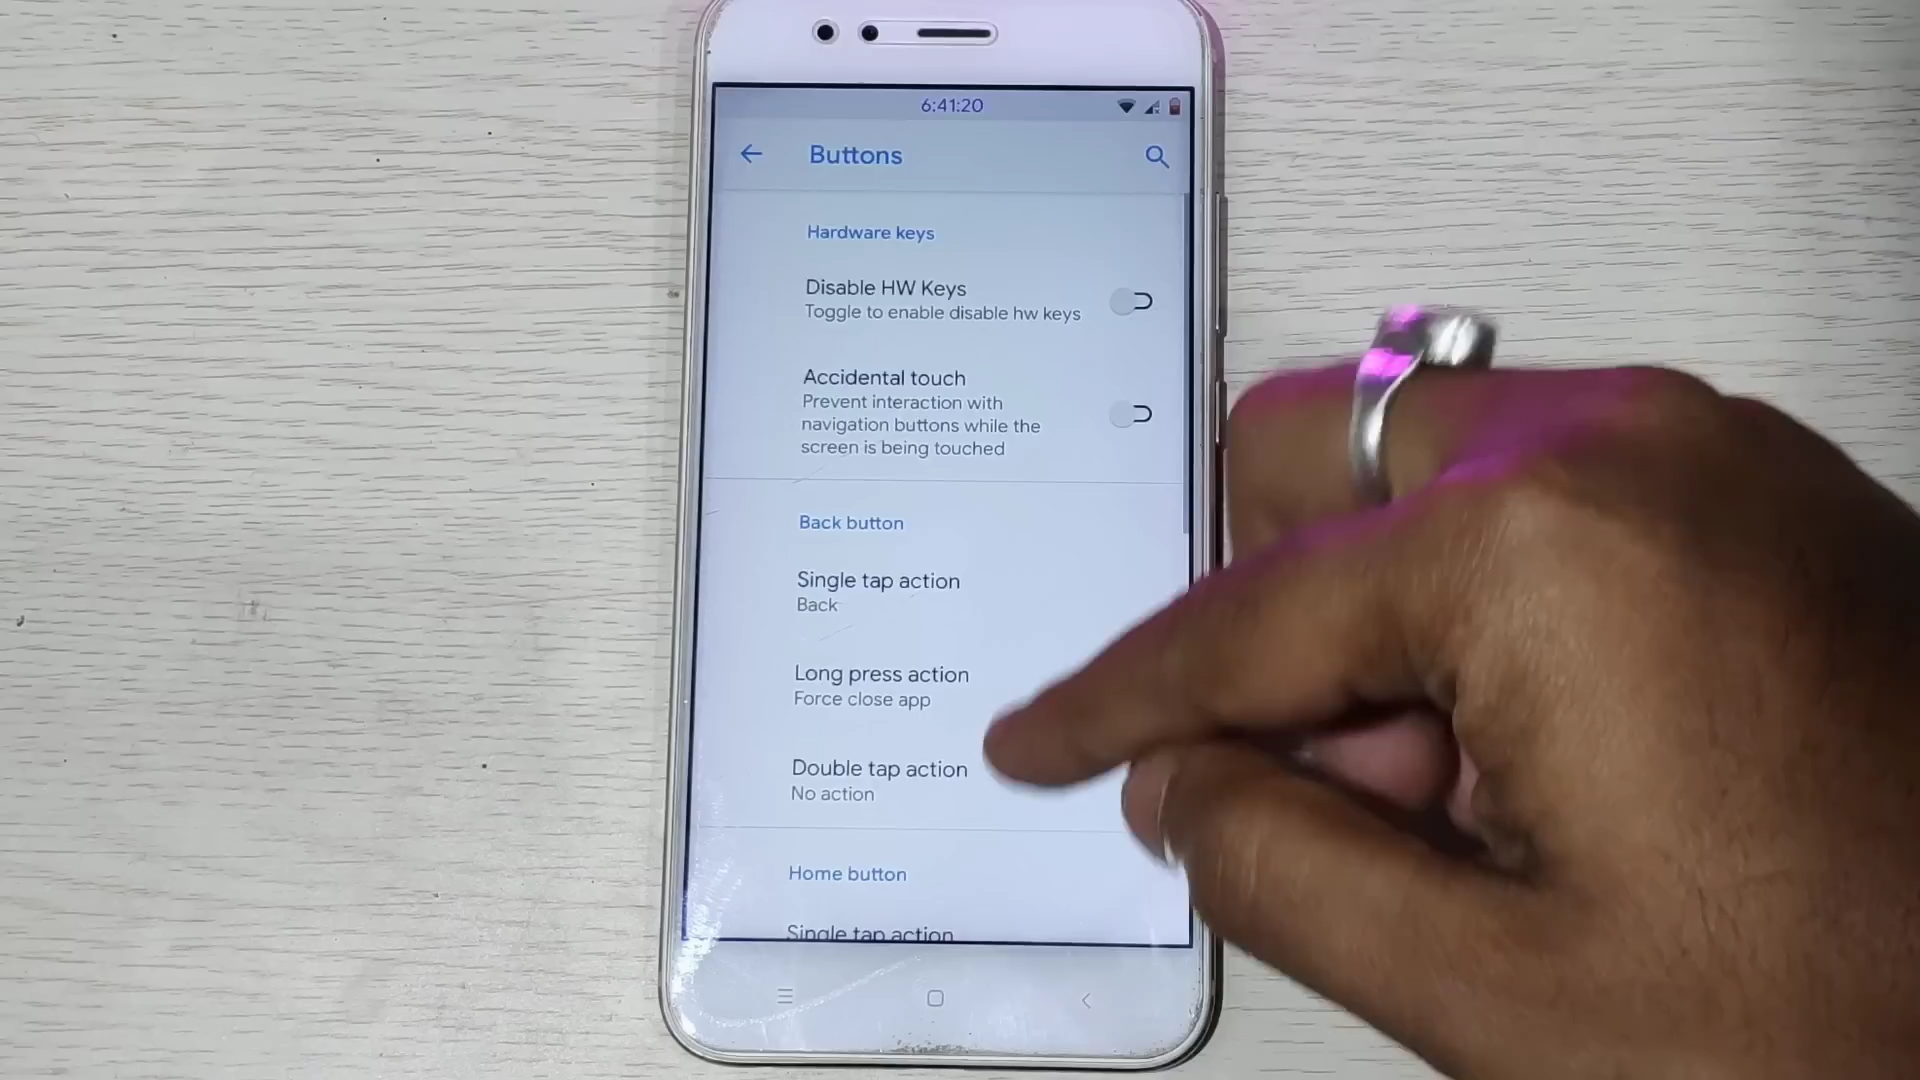 6:41:20
Buttons
Hardware keys
Disable HW Keys
Toggle to enable disable hw keys
Accidental touch
Prevent interaction with
navigation buttons while the
screen is being touched
Back button
Single tap action
Back
Long press action
Force close app
Double tap action
No action
Home button
Single tap action